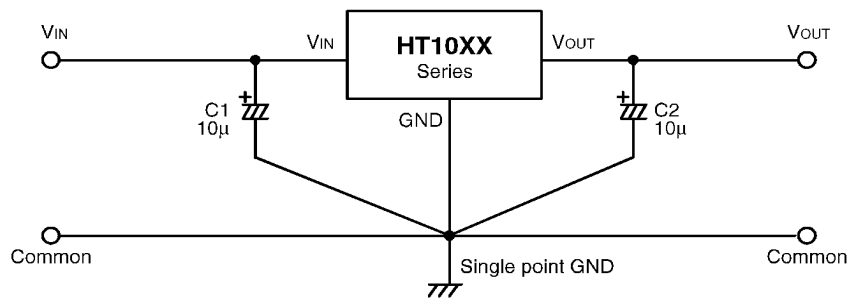 VIN
VOUT
VIN
HT10XX
Series
VOUT
GND
+
C1
10µ
+
C2
10µ
Common
Single point GND
Common